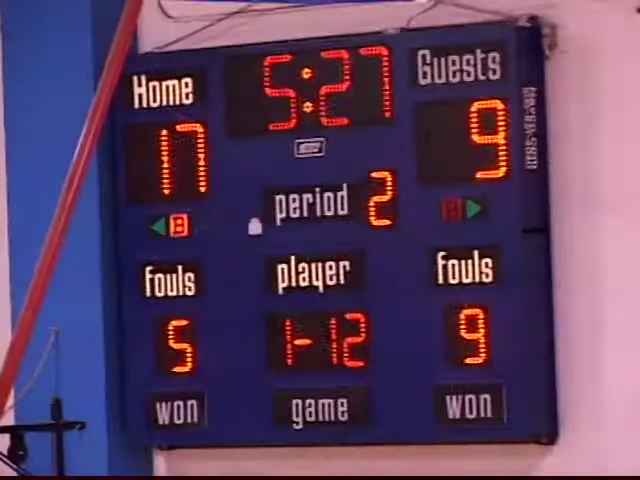 Home 5:27 Guests
17 9
period 2
B B
fouls player fouls
5 1-12 9
won game won